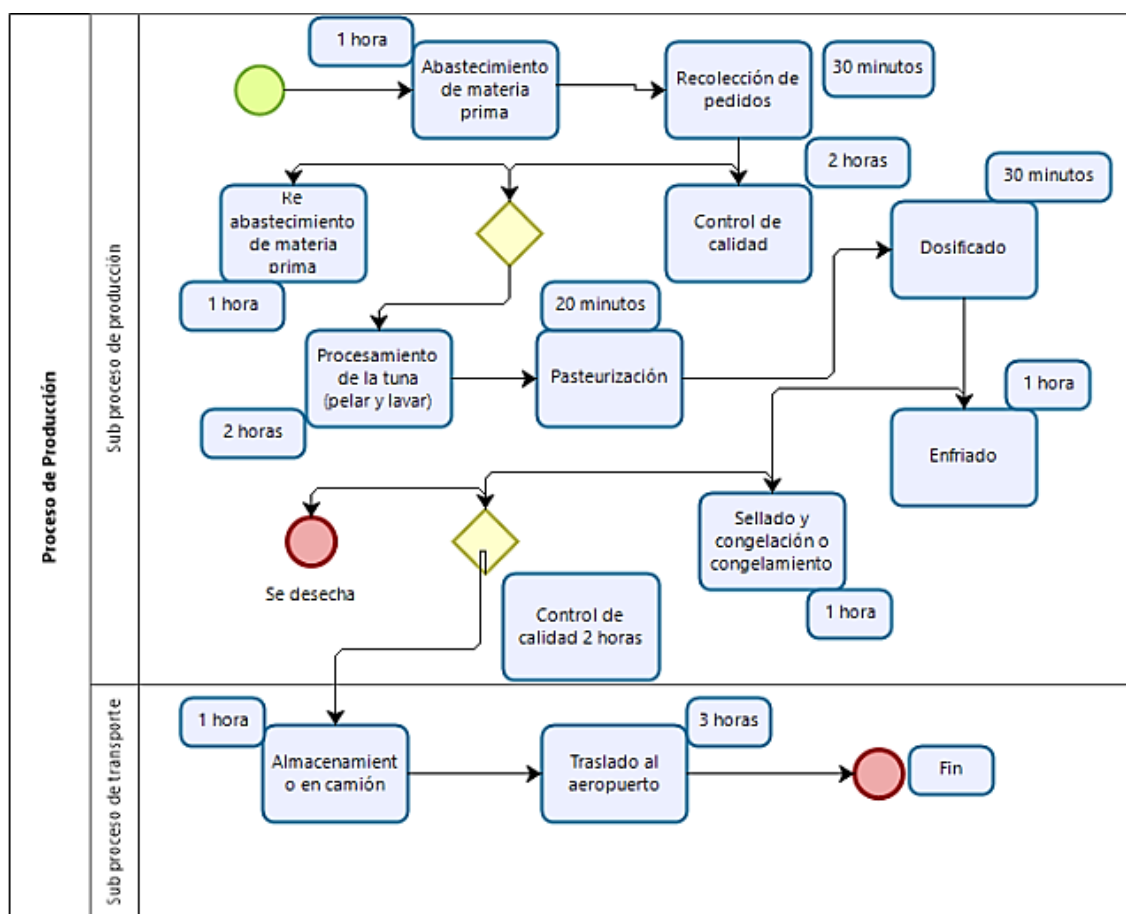 Proceso de Producción
Sub proceso de producción
1 hora
Abastecimiento
de materia
prima
Recolección de
pedidos
30 minutos
2 horas
30 minutos
Re
abastecimiento
de materia
prima
Control de
calidad
Dosificado
1 hora
20 minutos
Procesamiento
de la tuna
(pelar y lavar)
Pasteurización
1 hora
2 horas
Enfriado
Sellado y
congelación o
congelamiento
Se desecha
Control de
calidad 2 horas
1 hora
Sub proceso de transporte
1 hora
3 horas
Almacenamient
o en camión
Traslado al
aeropuerto
Fin